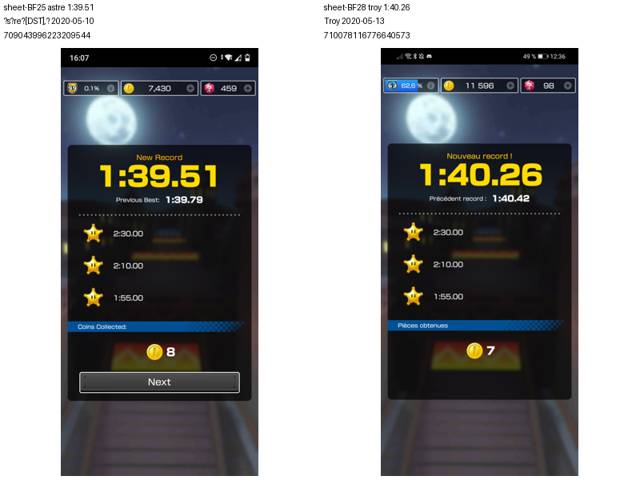 sheet-BF25 astre 1:39.51
?s?re?[DST],? 2020-05-10
709043996223209544
16:07
0.1%
7,430
459
New Record
1:39.51
Previous Best: 1:39.79
2:30.00
2:10.00
1:55.00
Coins Collected:
8
Next
sheet-BF28 troy 1:40.26
Troy 2020-05-13
710078116776640573
49 % 12:36
62,6 %
11 596
98
Nouveau record !
1:40.26
Précédent record : 1:40.42
2:30.00
2:10.00
1:55.00
Pièces obtenues
7